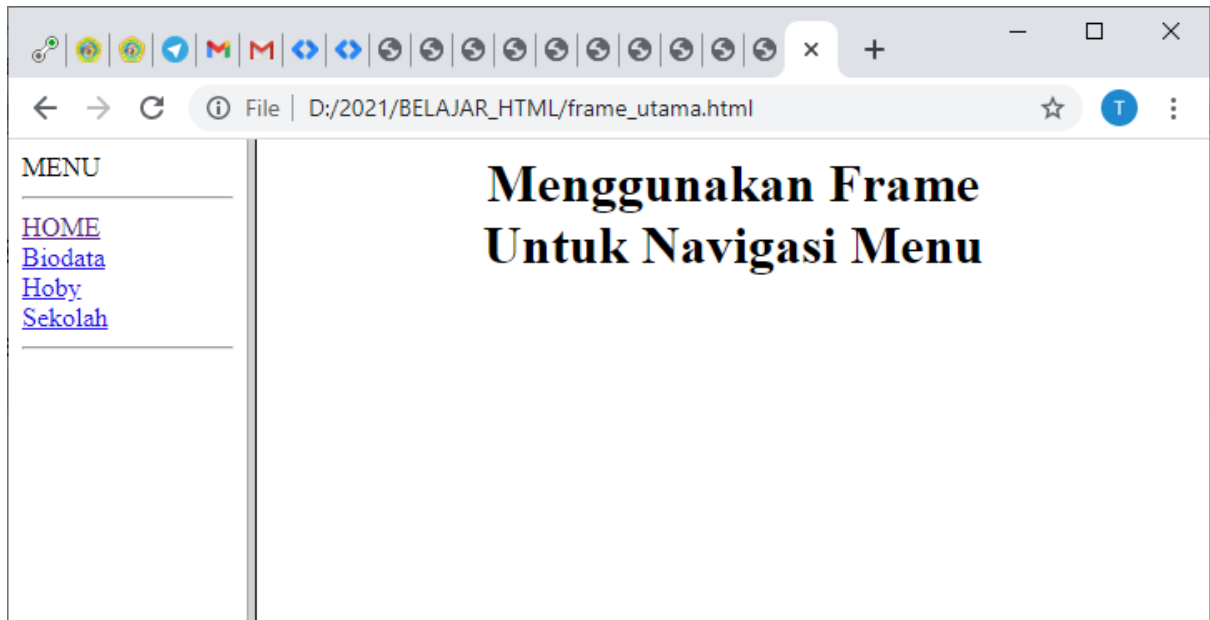 File | D:/2021/BELAJAR_HTML/frame_utama.html
T
MENU
HOME
Biodata
Hoby
Sekolah
Menggunakan Frame
Untuk Navigasi Menu